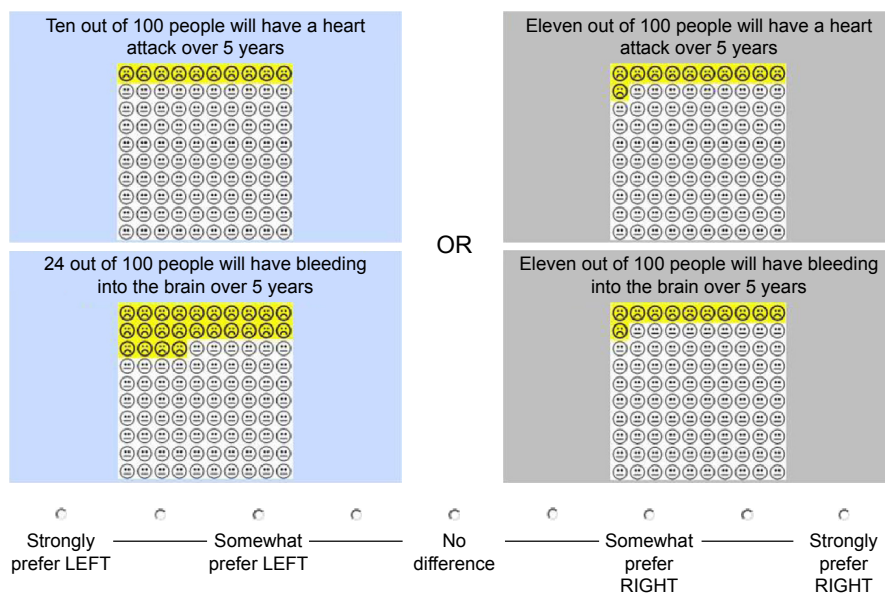 Ten out of 100 people will have a heart
attack over 5 years
Eleven out of 100 people will have a heart
attack over 5 years
OR
24 out of 100 people will have bleeding
into the brain over 5 years
Eleven out of 100 people will have bleeding
into the brain over 5 years
Strongly
prefer LEFT
Somewhat
prefer LEFT
No
difference
Somewhat
prefer
RIGHT
Strongly
prefer
RIGHT